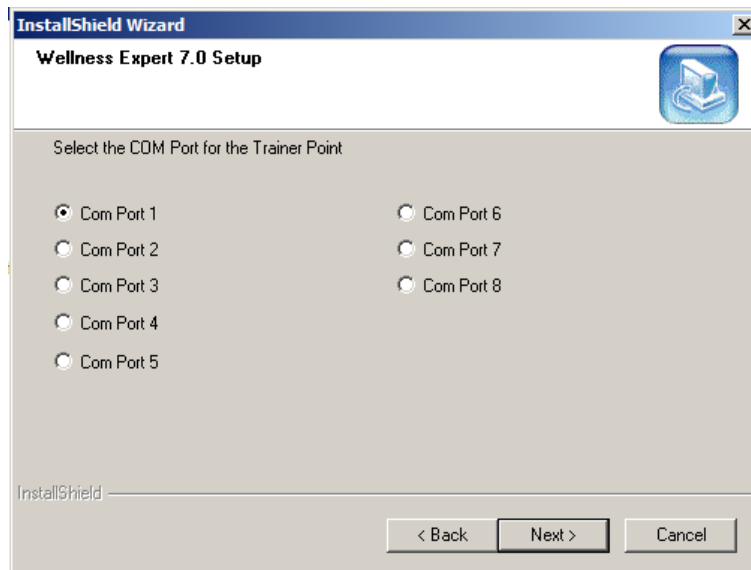 InstallShield Wizard
Wellness Expert 7.0 Setup
Select the COM Port for the Trainer Point
Com Port 1
Com Port 2
Com Port 3
Com Port 4
Com Port 5
Com Port 6
Com Port 7
Com Port 8
InstallShield
< Back Next > Cancel